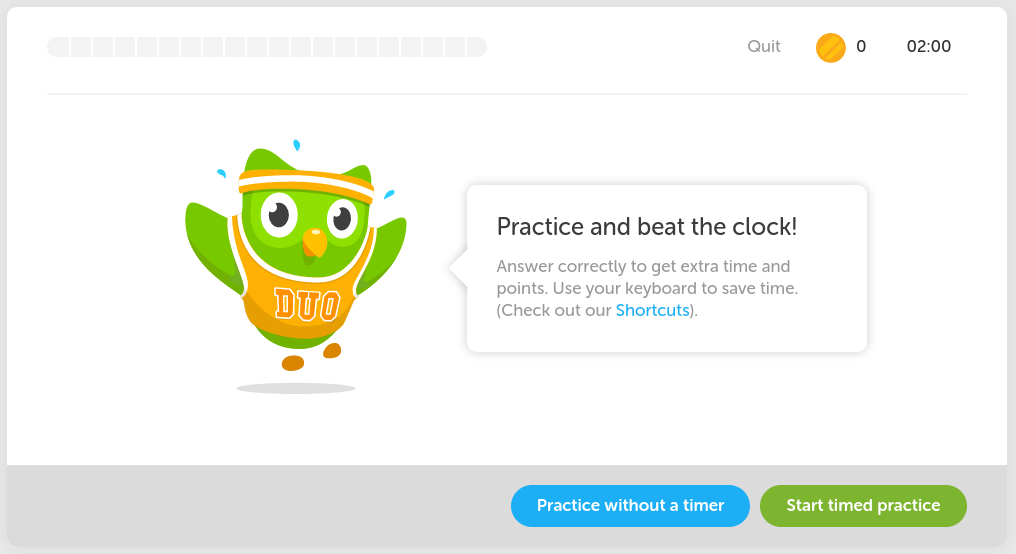 Quit 0 02:00
DUO
Practice and beat the clock!
Answer correctly to get extra time and
points. Use your keyboard to save time.
(Check out our Shortcuts).
Practice without a timer Start timed practice